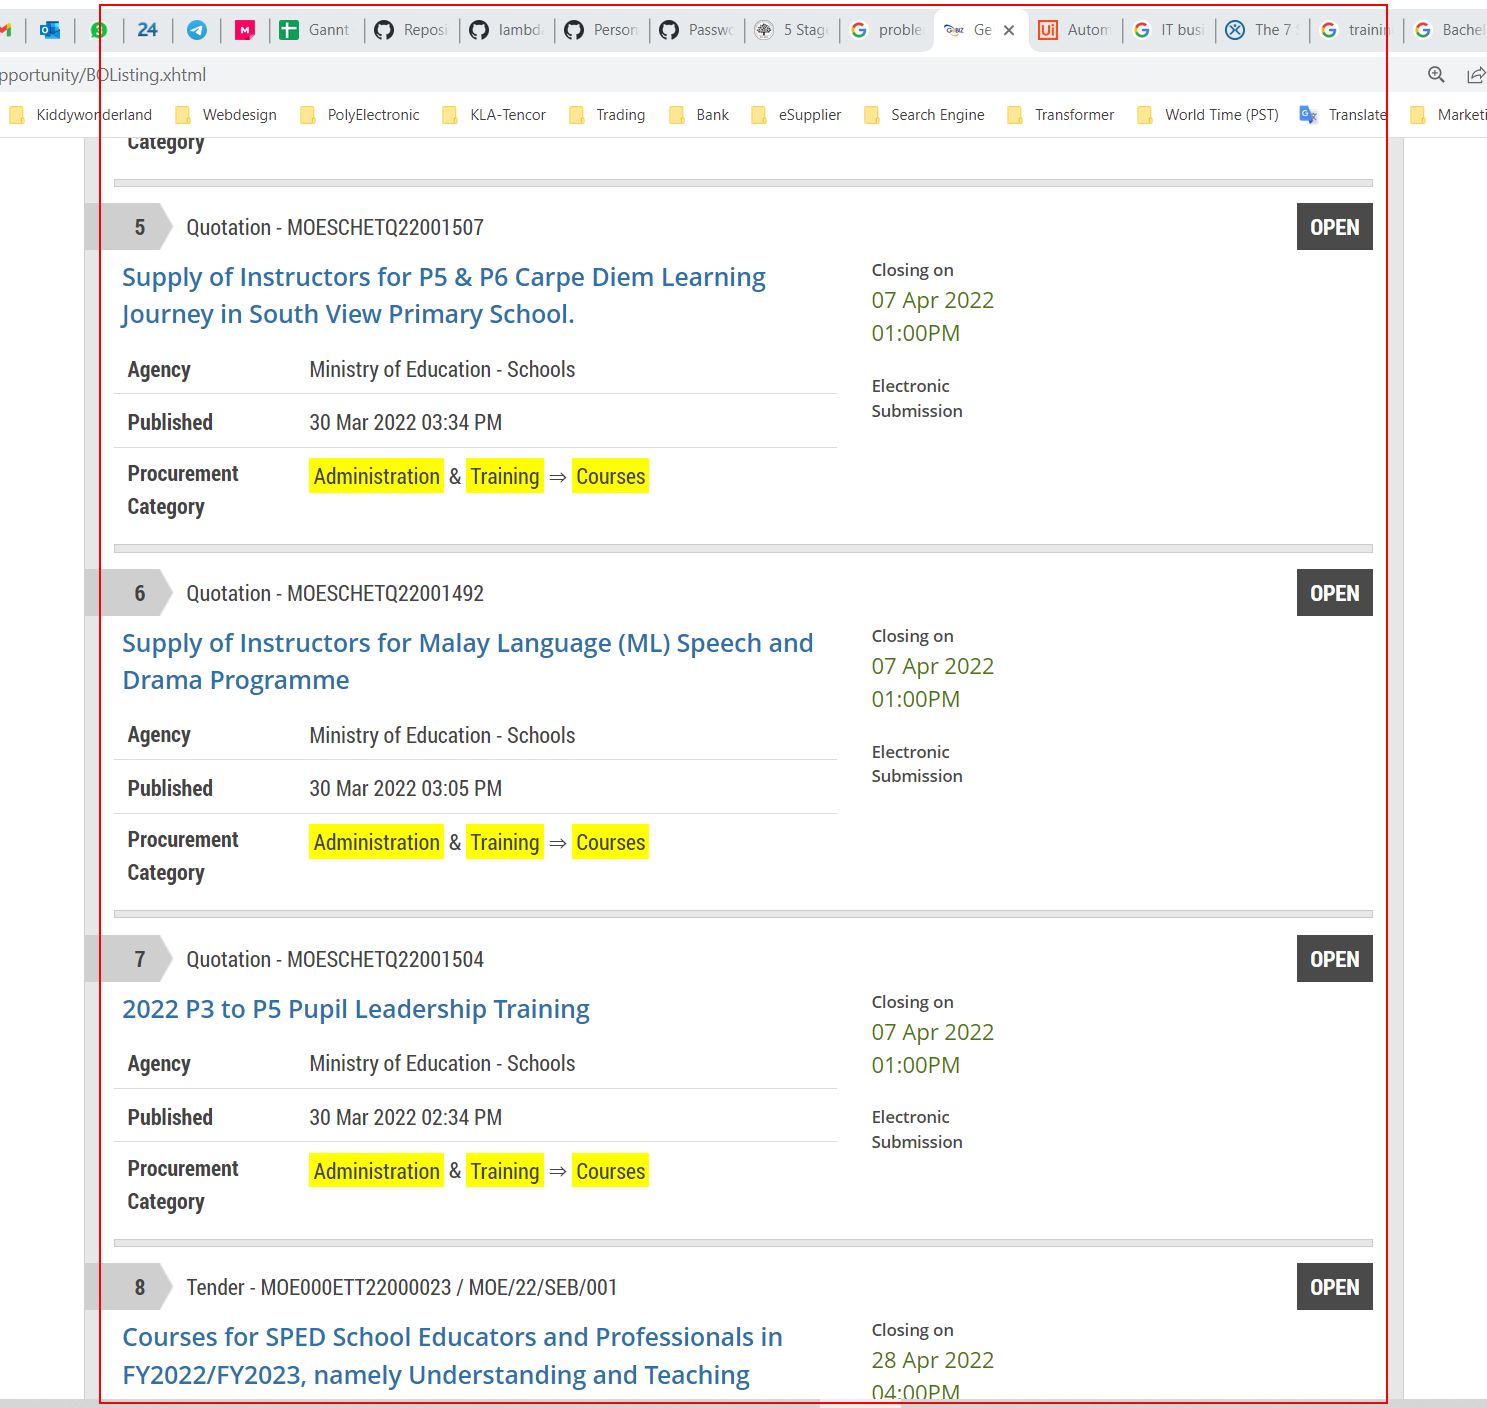 24
Gannt
Reposi
lambd
Person
Passwo
5 Stag
proble
Ge
Autom
IT busi
The 7
trainin
Bachel
pportunity/BOListing.xhtml
Kiddywonderland
Webdesign
PolyElectronic
KLA-Tencor
Trading
Bank
eSupplier
Search Engine
Transformer
World Time (PST)
Translate
Marketi
Category
5 Quotation - MOESCHETQ22001507 OPEN
Supply of Instructors for P5 & P6 Carpe Diem Learning
Journey in South View Primary School.
Closing on
07 Apr 2022
01:00PM
Electronic
Submission
Agency Ministry of Education - Schools
Published 30 Mar 2022 03:34 PM
Procurement
Category
Administration & Training ⇒ Courses
6 Quotation - MOESCHETQ22001492 OPEN
Supply of Instructors for Malay Language (ML) Speech and
Drama Programme
Closing on
07 Apr 2022
01:00PM
Electronic
Submission
Agency Ministry of Education - Schools
Published 30 Mar 2022 03:05 PM
Procurement
Category
Administration & Training ⇒ Courses
7 Quotation - MOESCHETQ22001504 OPEN
2022 P3 to P5 Pupil Leadership Training
Closing on
07 Apr 2022
01:00PM
Electronic
Submission
Agency Ministry of Education - Schools
Published 30 Mar 2022 02:34 PM
Procurement
Category
Administration & Training ⇒ Courses
8 Tender - MOE000ETT22000023 / MOE/22/SEB/001 OPEN
Courses for SPED School Educators and Professionals in
FY2022/FY2023, namely Understanding and Teaching
Closing on
28 Apr 2022
04:00PM